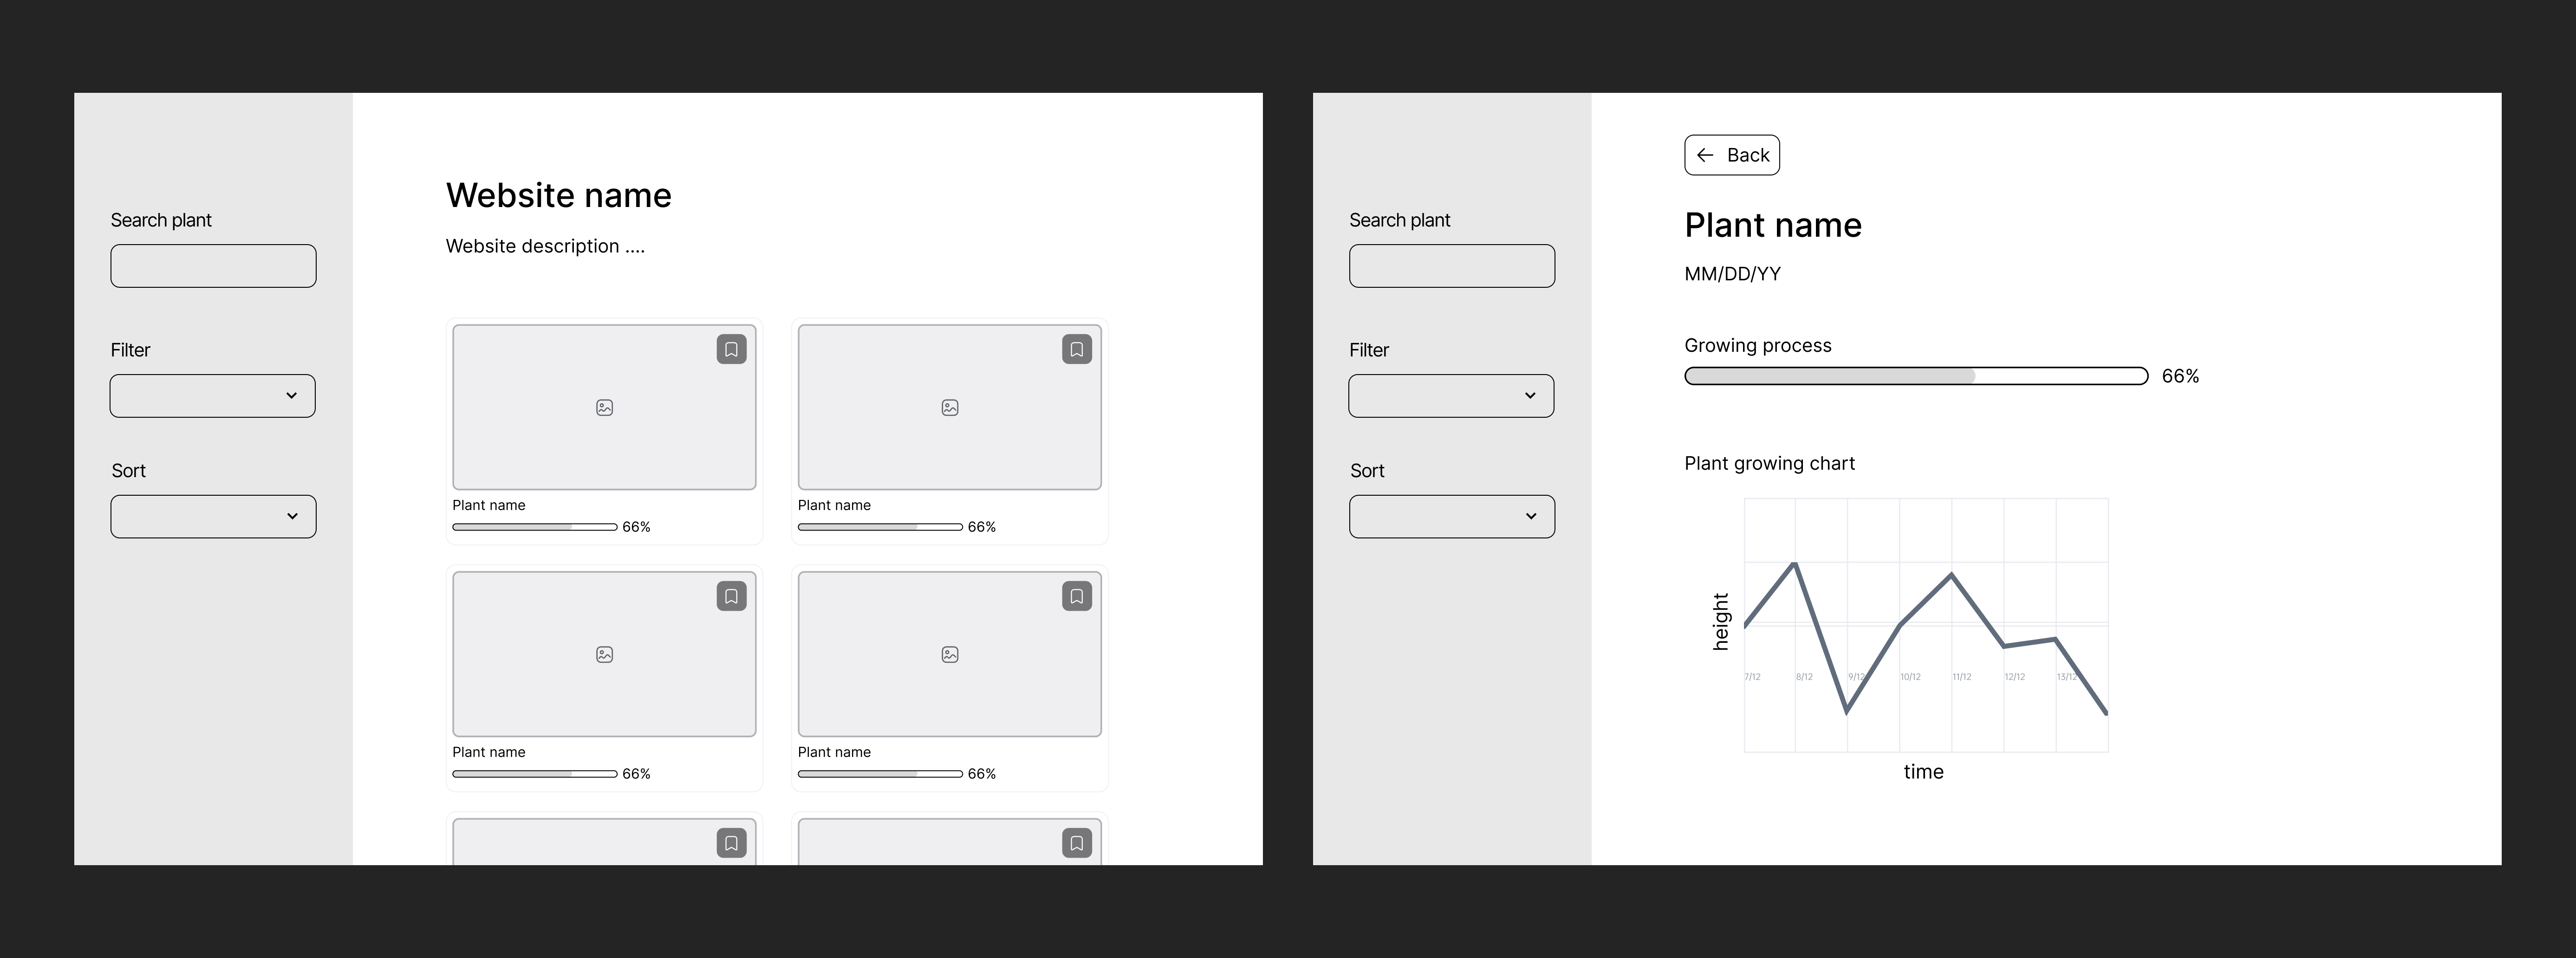 Search plant
Filter
Sort
Website name
Website description ....
Plant name
66%
Plant name
66%
Plant name
66%
Plant name
66%
Search plant
Filter
Sort
← Back
Plant name
MM/DD/YY
Growing process
66%
Plant growing chart
height
7/12 8/12 9/12 10/12 11/12 12/12 13/12
time